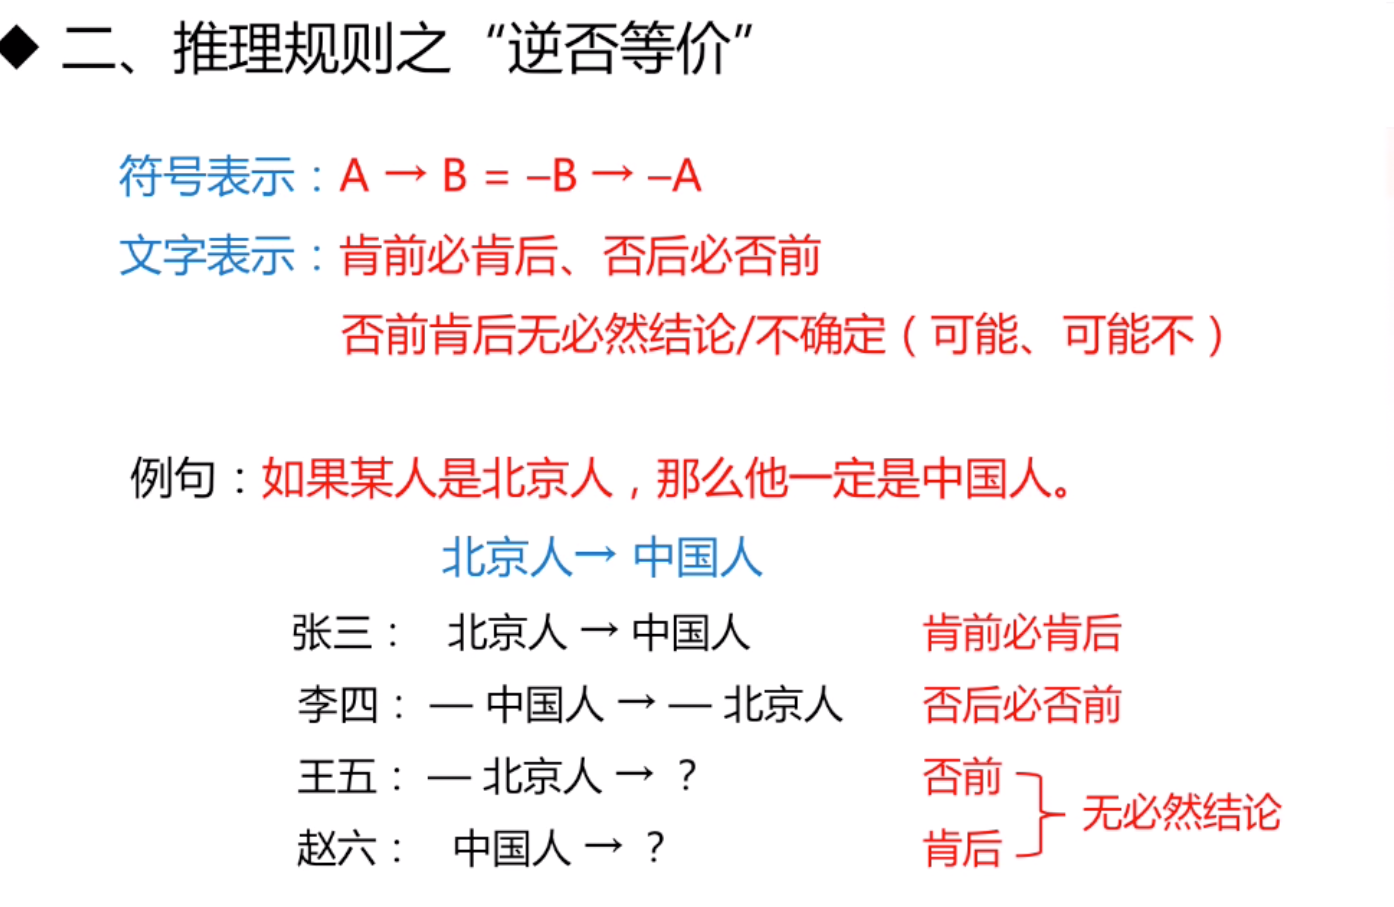 ◆ 二、推理规则之“逆否等价”
符号表示：A → B = –B → –A
文字表示：肯前必肯后、否后必否前
否前肯后无必然结论/不确定（可能、可能不）
例句：如果某人是北京人，那么他一定是中国人。
北京人→ 中国人
张三： 北京人 → 中国人 肯前必肯后
李四： — 中国人 → — 北京人 否后必否前
王五： — 北京人 → ？ 否前
无必然结论
赵六： 中国人 → ？ 肯后